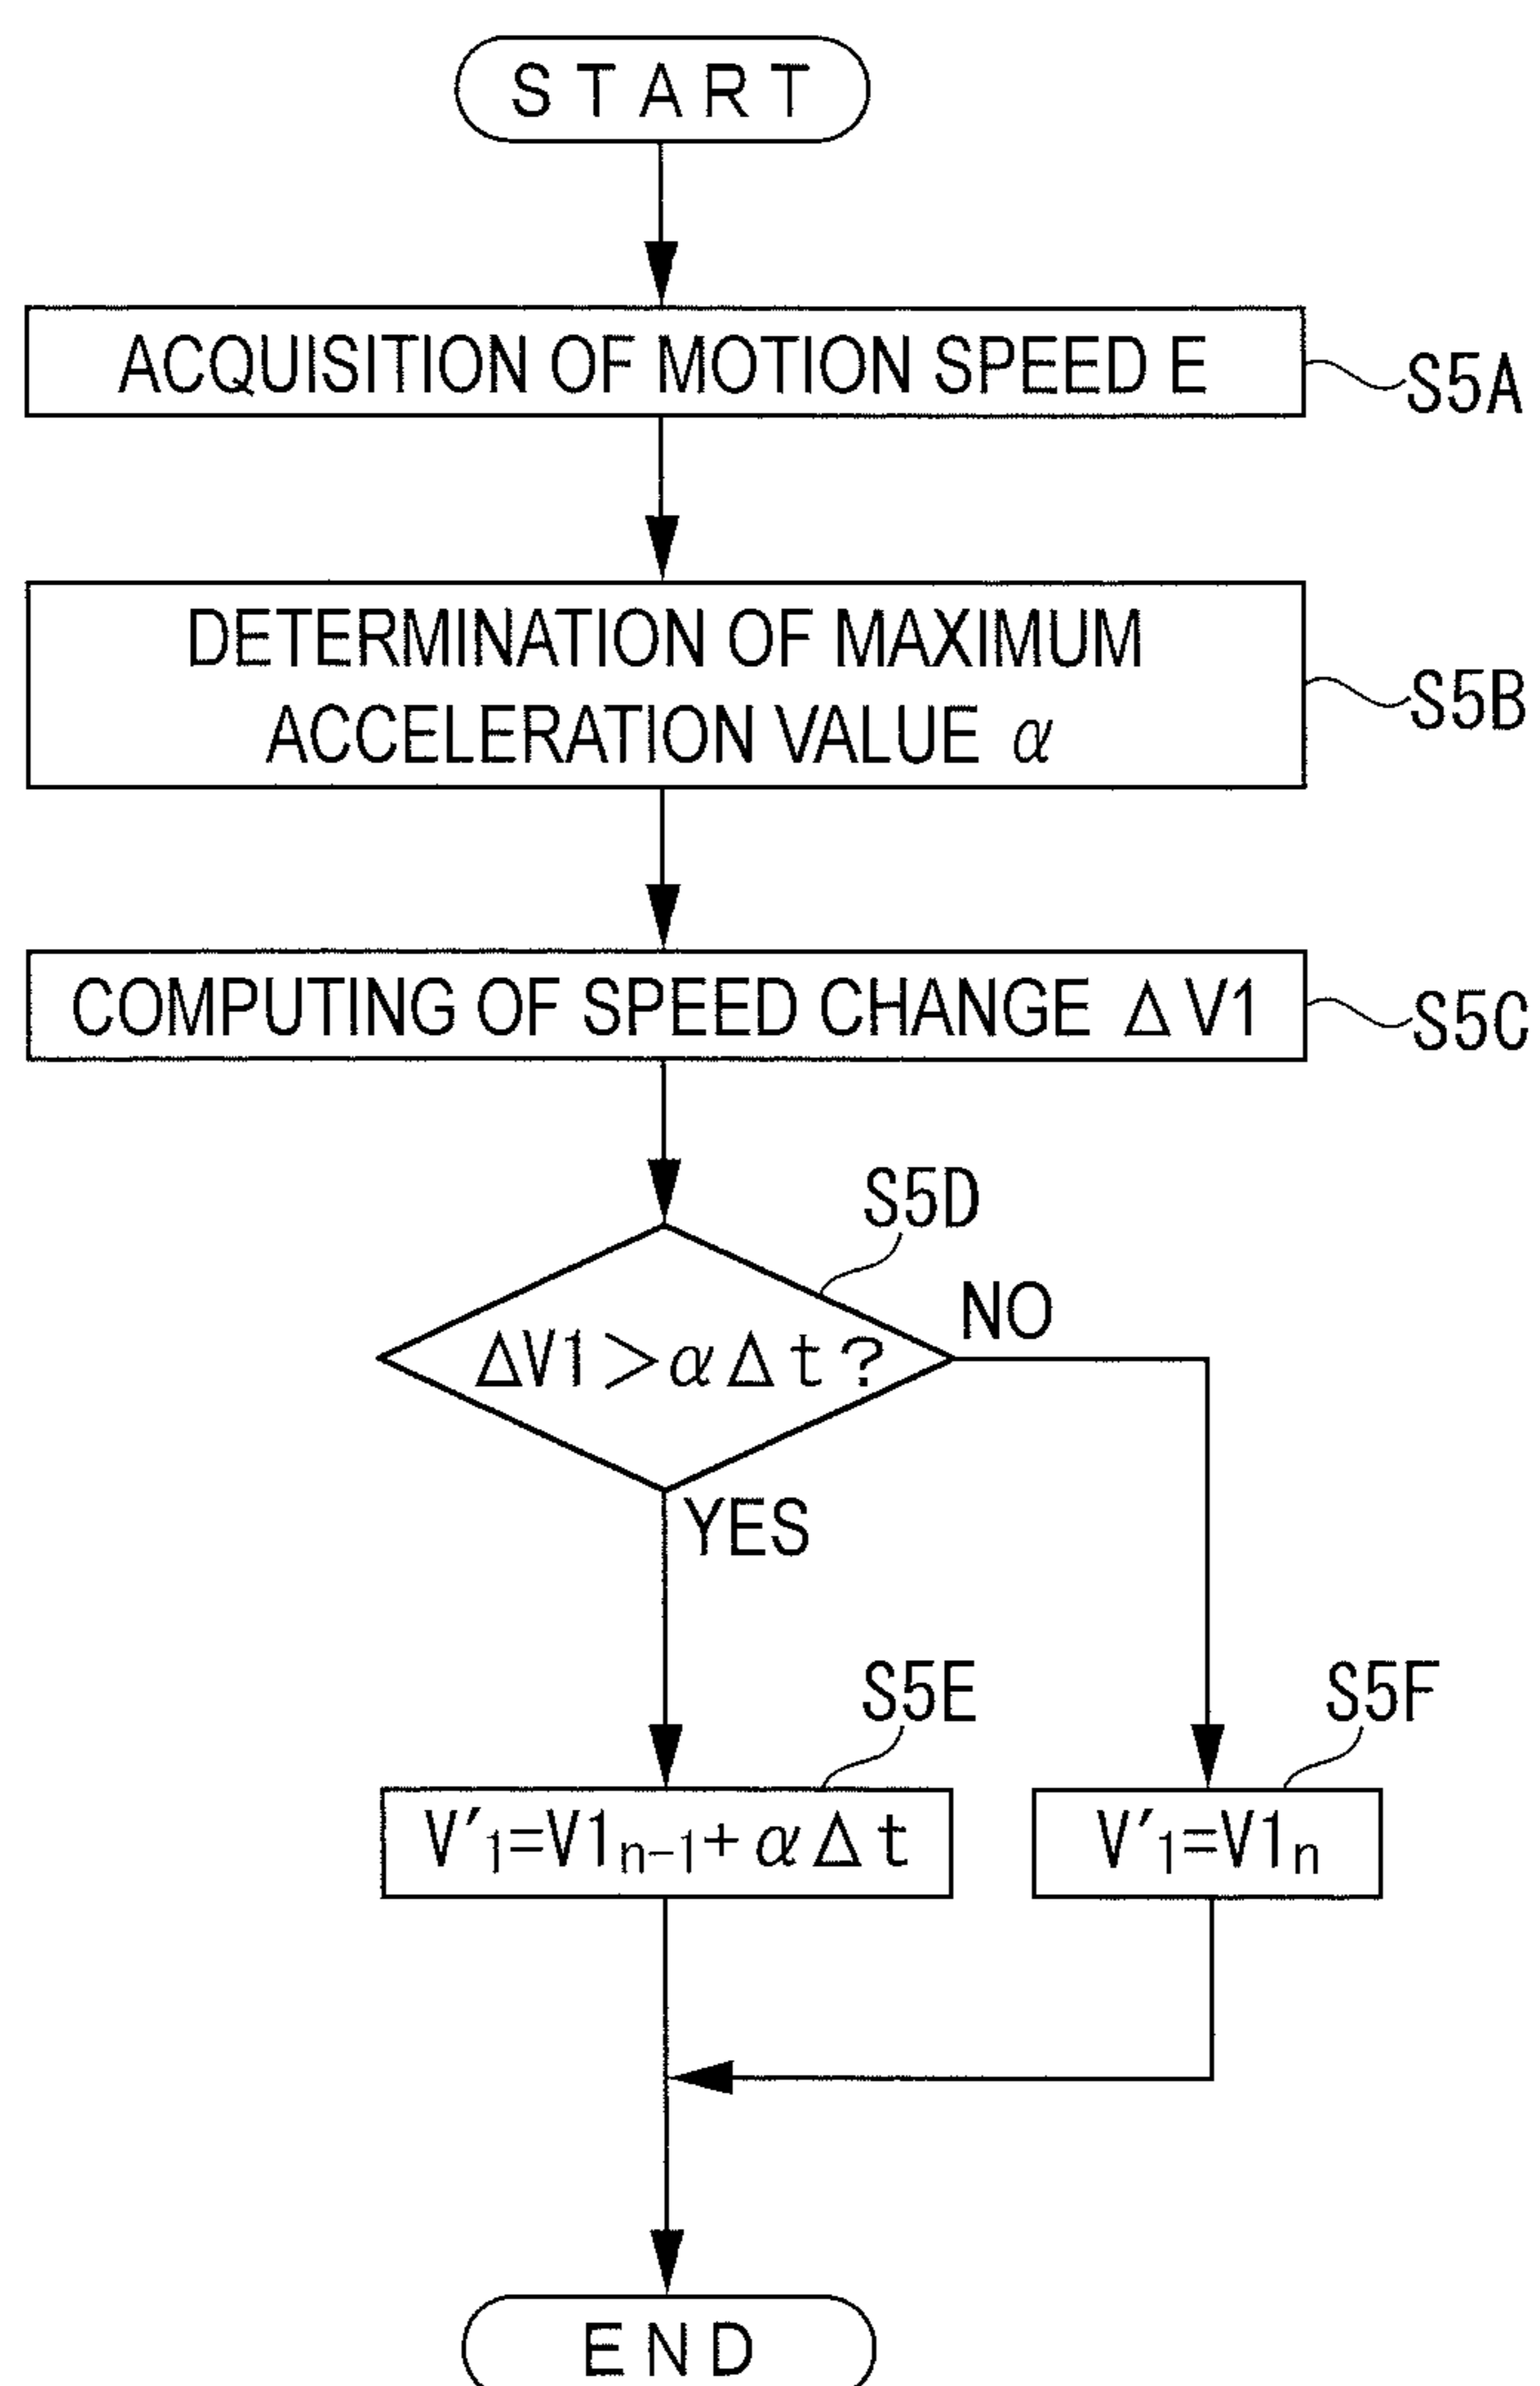 START
ACQUISITION OF MOTION SPEED E
S5A
DETERMINATION OF MAXIMUM
ACCELERATION VALUE α
S5B
COMPUTING OF SPEED CHANGE ΔV1
S5C
S5D
ΔV1>αΔt?
NO
YES
S5E
V′₁=V1ₙ₋₁+αΔt
S5F
V′₁=V1ₙ
END